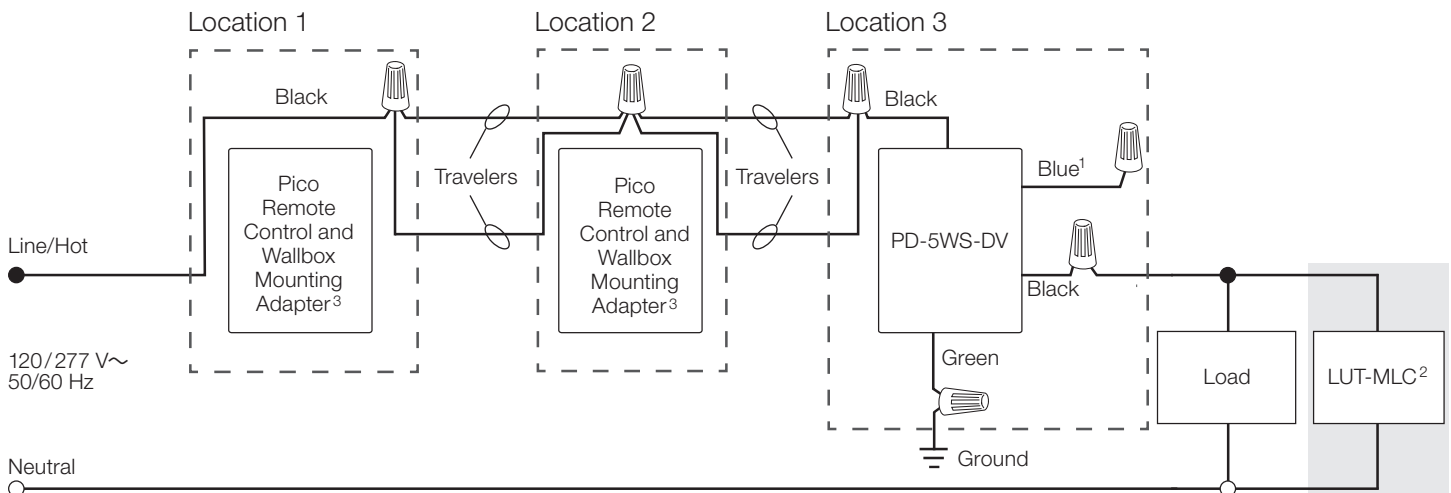 Location 1
Location 2
Location 3
Black
Black
Travelers
Travelers
Blue¹
Pico
Remote
Control and
Wallbox
Mounting
Adapter³
Pico
Remote
Control and
Wallbox
Mounting
Adapter³
PD-5WS-DV
Line/Hot
Black
120/277 V~
50/60 Hz
Green
Load
LUT-MLC²
Ground
Neutral